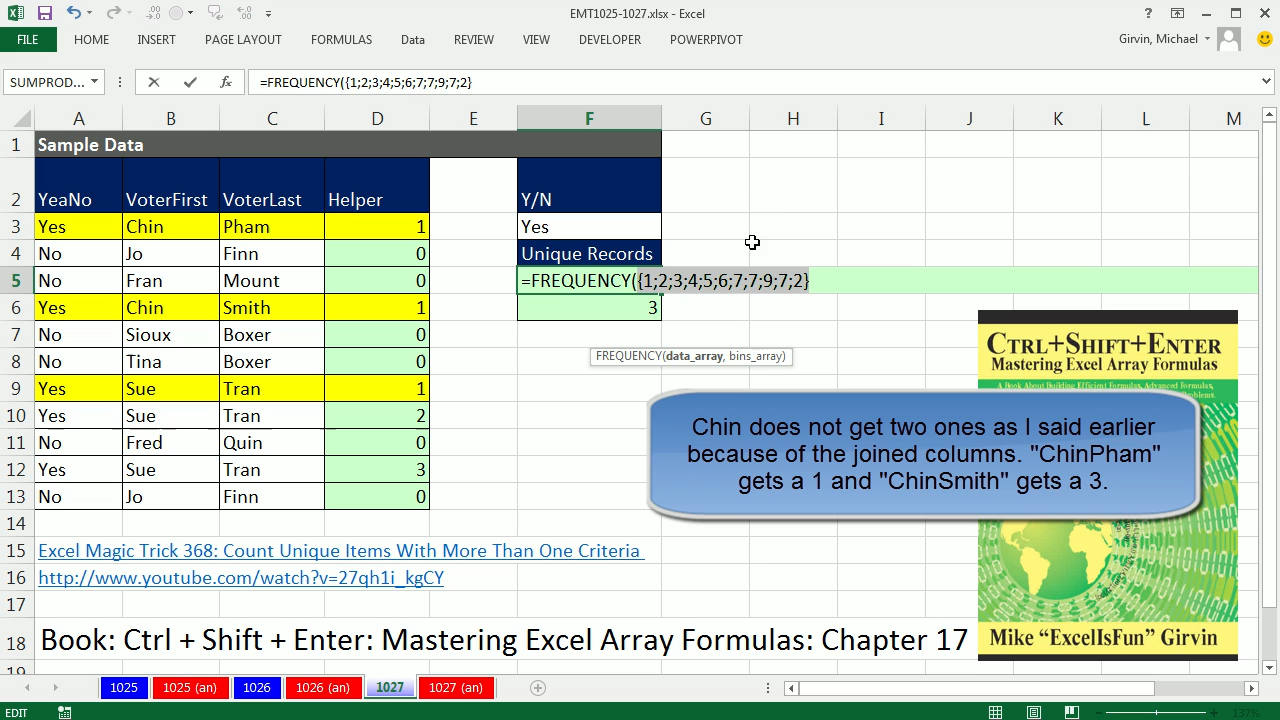 EMT1025-1027.xlsx - Excel
FILE HOME INSERT PAGE LAYOUT FORMULAS Data REVIEW VIEW DEVELOPER POWERPIVOT Girvin, Michael
SUMPROD... fx =FREQUENCY({1;2;3;4;5;6;7;7;9;7;2}
A B C D E F G H I J K L M
1 Sample Data
2 YeaNo VoterFirst VoterLast Helper Y/N
3 Yes Chin Pham 1 Yes
4 No Jo Finn 0 Unique Records
5 No Fran Mount 0 =FREQUENCY({1;2;3;4;5;6;7;7;9;7;2}
6 Yes Chin Smith 1 3
7 No Sioux Boxer 0
FREQUENCY(data_array, bins_array)
8 No Tina Boxer 0
9 Yes Sue Tran 1
10 Yes Sue Tran 2
11 No Fred Quin 0
12 Yes Sue Tran 3
13 No Jo Finn 0
14
15 Excel Magic Trick 368: Count Unique Items With More Than One Criteria
16 http://www.youtube.com/watch?v=27qh1i_kgCY
17
18 Book: Ctrl + Shift + Enter: Mastering Excel Array Formulas: Chapter 17
19
CTRL+SHIFT+ENTER
Mastering Excel Array Formulas
A Book About Building Efficient Formulas, Advanced Formulas,
Chin does not get two ones as I said earlier
because of the joined columns. "ChinPham"
gets a 1 and "ChinSmith" gets a 3.
Mike "ExcelIsFun" Girvin
1025 1025 (an) 1026 1026 (an) 1027 1027 (an)
EDIT 137%